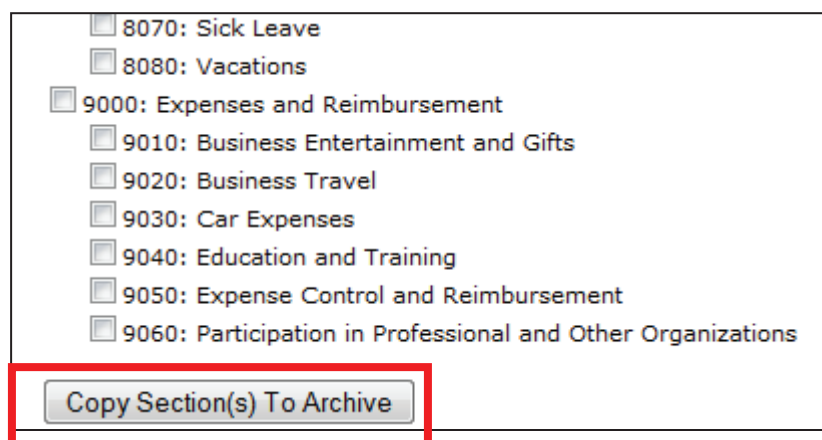 8070: Sick Leave
8080: Vacations
9000: Expenses and Reimbursement
9010: Business Entertainment and Gifts
9020: Business Travel
9030: Car Expenses
9040: Education and Training
9050: Expense Control and Reimbursement
9060: Participation in Professional and Other Organizations
Copy Section(s) To Archive